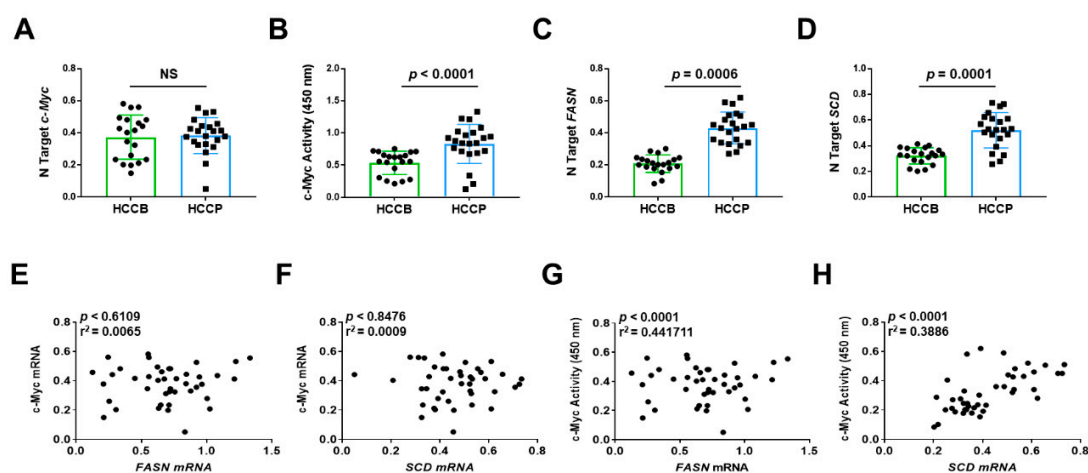 A
B
C
D
NS
p < 0.0001
p = 0.0006
p = 0.0001
N Target c-Myc
0.8
0.6
0.4
0.2
0.0
HCCB
HCCP
c-Myc Activity (450 nm)
2.0
1.5
1.0
0.5
0.0
HCCB
HCCP
N Target FASN
0.8
0.6
0.4
0.2
0.0
HCCB
HCCP
N Target SCD
0.8
0.6
0.4
0.2
0.0
HCCB
HCCP
E
F
G
H
p < 0.6109
r² = 0.0065
c-Myc mRNA
0.8
0.6
0.4
0.2
0.0
0.0
0.5
1.0
1.5
FASN mRNA
p < 0.8476
r² = 0.0009
c-Myc mRNA
0.8
0.6
0.4
0.2
0.0
0.0
0.2
0.4
0.6
0.8
SCD mRNA
p < 0.0001
r² = 0.441711
c-Myc Activity (450 nm)
0.8
0.6
0.4
0.2
0.0
0.0
0.5
1.0
1.5
FASN mRNA
p < 0.0001
r² = 0.3886
c-Myc Activity (450 nm)
0.8
0.6
0.4
0.2
0.0
0.0
0.2
0.4
0.6
0.8
SCD mRNA